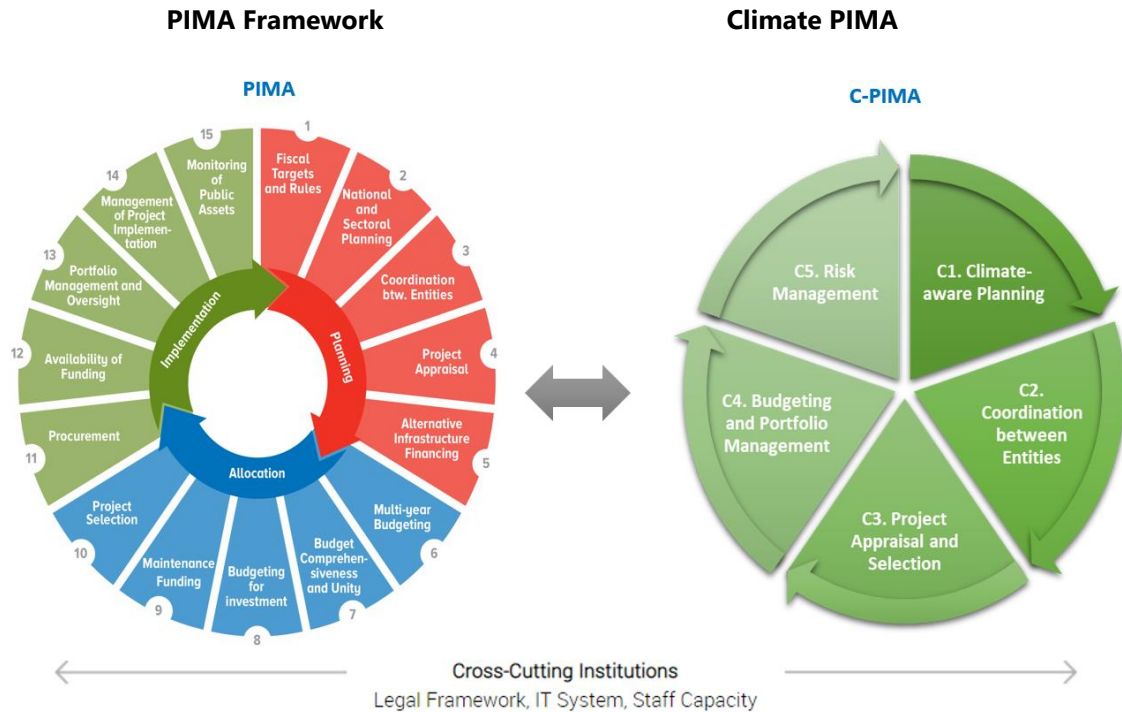 PIMA Framework
Climate PIMA
PIMA
C-PIMA
1
Fiscal
Targets
and Rules
2
National
and
Sectoral
Planning
3
Coordination
btw. Entities
4
Project
Appraisal
5
Alternative
Infrastructure
Financing
6
Multi-year
Budgeting
7
Budget
Comprehen-
siveness
and Unity
8
Budgeting
for
investment
9
Maintenance
Funding
10
Project
Selection
11
Procurement
12
Availability of
Funding
13
Portfolio
Management and
Oversight
14
Management
of Project
Implemen-
tation
15
Monitoring
of
Public
Assets
Planning
Allocation
Implementation
C1. Climate-
aware Planning
C2.
Coordination
between
Entities
C3. Project
Appraisal and
Selection
C4. Budgeting
and Portfolio
Management
C5. Risk
Management
Cross-Cutting Institutions
Legal Framework, IT System, Staff Capacity